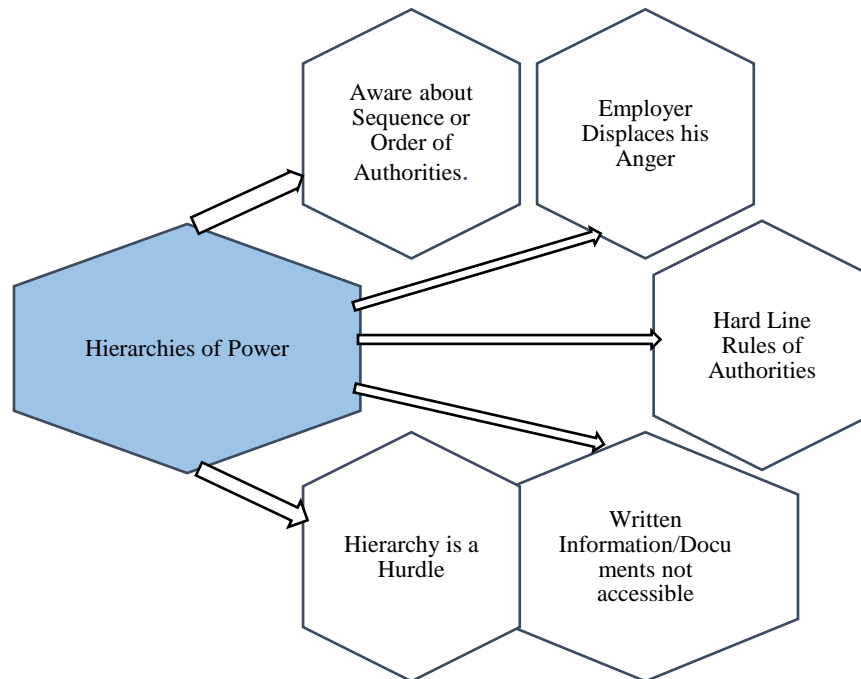 Aware about
Sequence or
Order of
Authorities.
Employer
Displaces his
Anger
Hierarchies of Power
Hard Line
Rules of
Authorities
Hierarchy is a
Hurdle
Written
Information/Docu
ments not
accessible